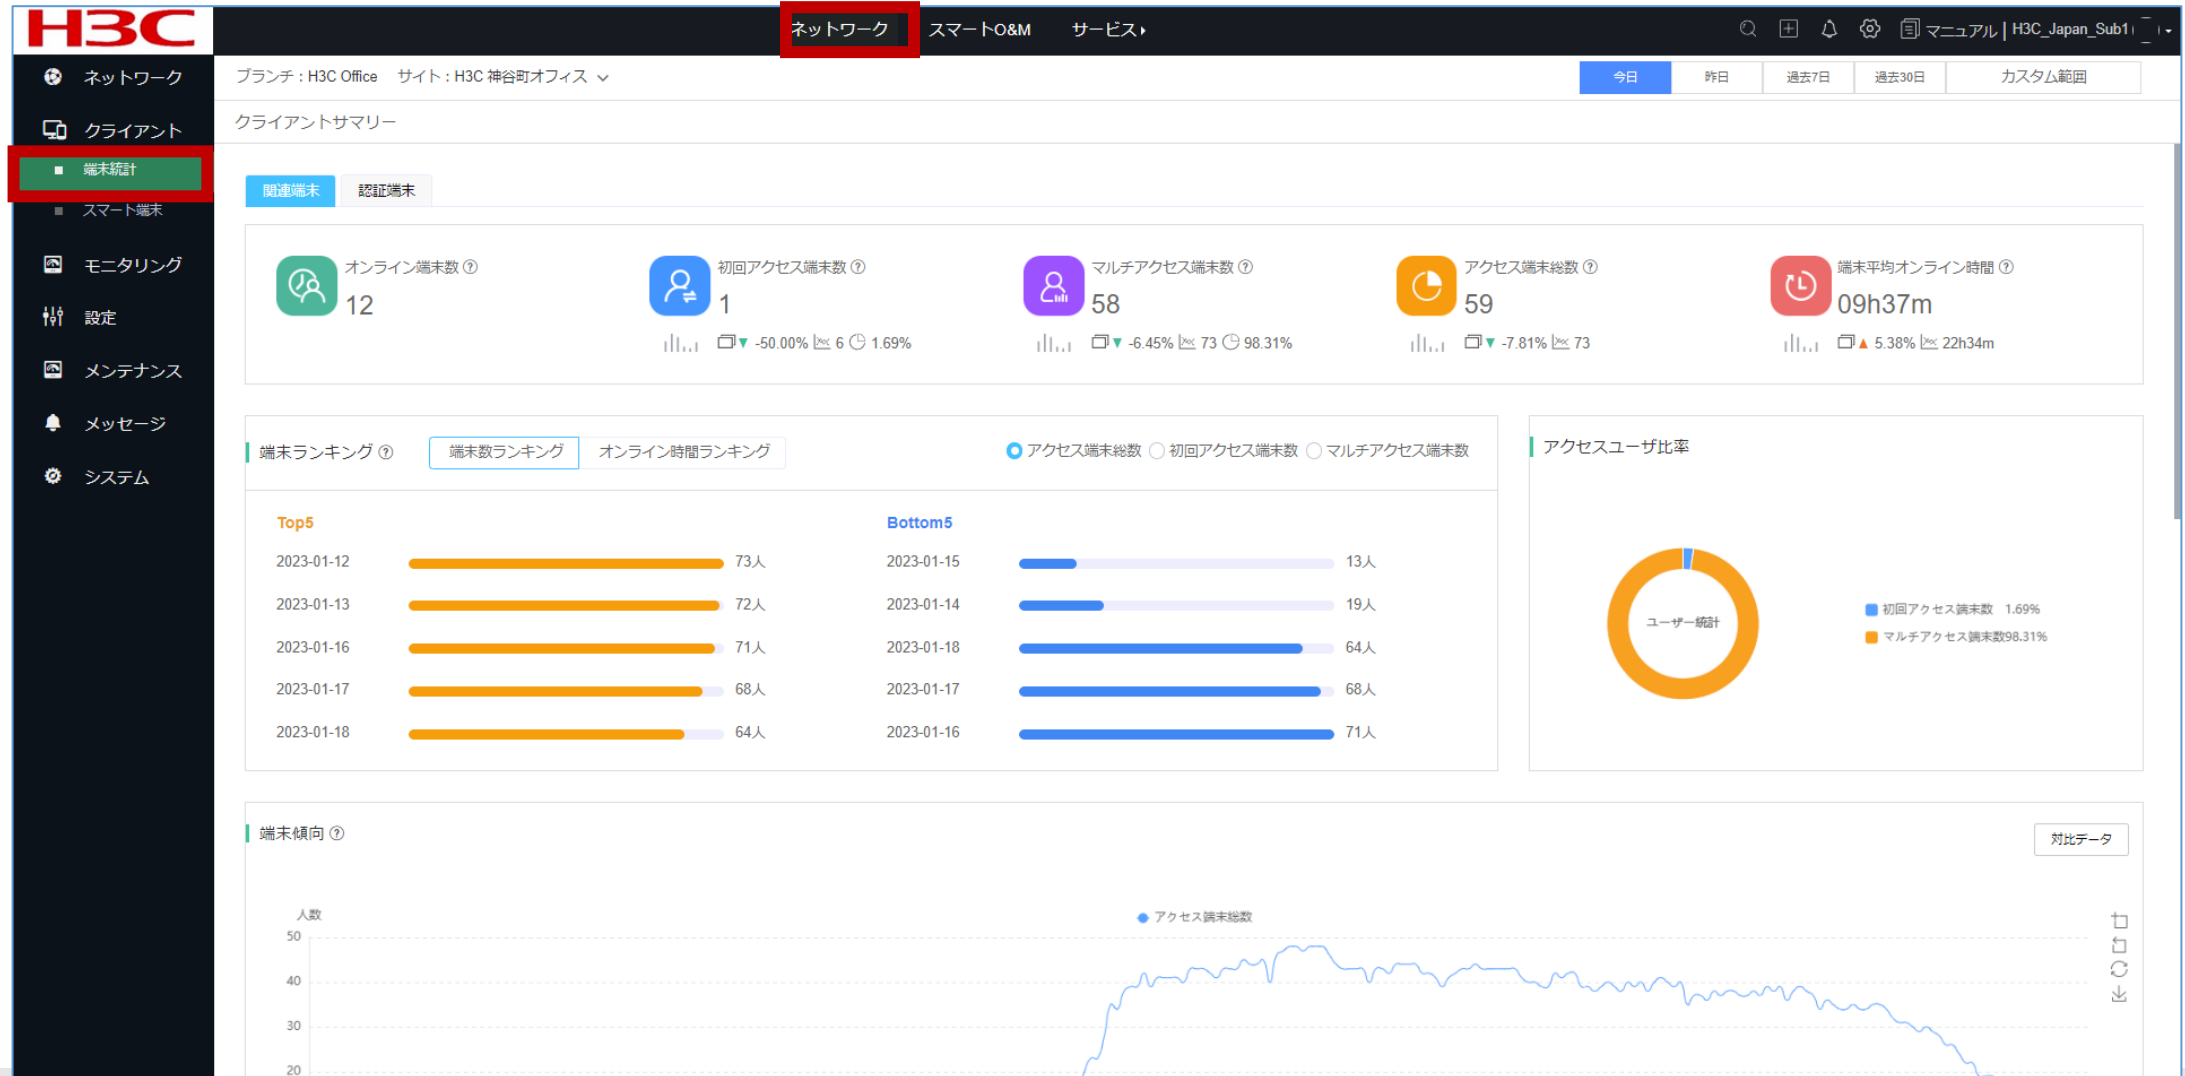 H3C
ネットワーク スマートO&M サービス
マニュアル | H3C_Japan_Sub1
ネットワーク
クライアント
端末統計
スマート端末
モニタリング
設定
メンテナンス
メッセージ
システム
ブランチ : H3C Office サイト : H3C 神谷町オフィス
今日 昨日 過去7日 過去30日 カスタム範囲
クライアントサマリー
関連端末 認証端末
オンライン端末数 ?
12
初回アクセス端末数 ?
1
-50.00% 6 1.69%
マルチアクセス端末数 ?
58
-6.45% 73 98.31%
アクセス端末総数 ?
59
-7.81% 73
端末平均オンライン時間 ?
09h37m
5.38% 22h34m
端末ランキング ? 端末数ランキング オンライン時間ランキング アクセス端末総数 初回アクセス端末数 マルチアクセス端末数
Top5
2023-01-12 73人
2023-01-13 72人
2023-01-16 71人
2023-01-17 68人
2023-01-18 64人
Bottom5
2023-01-15 13人
2023-01-14 19人
2023-01-18 64人
2023-01-17 68人
2023-01-16 71人
アクセスユーザ比率
ユーザー統計
初回アクセス端末数 1.69%
マルチアクセス端末数98.31%
端末傾向 ?
対比データ
人数
アクセス端末総数
50
40
30
20